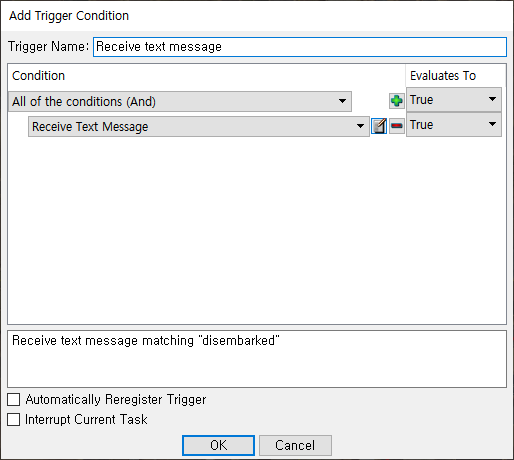 Add Trigger Condition
Trigger Name: Receive text message
Condition Evaluates To
All of the conditions (And) True
Receive Text Message True
Receive text message matching "disembarked"
Automatically Reregister Trigger
Interrupt Current Task
OK Cancel